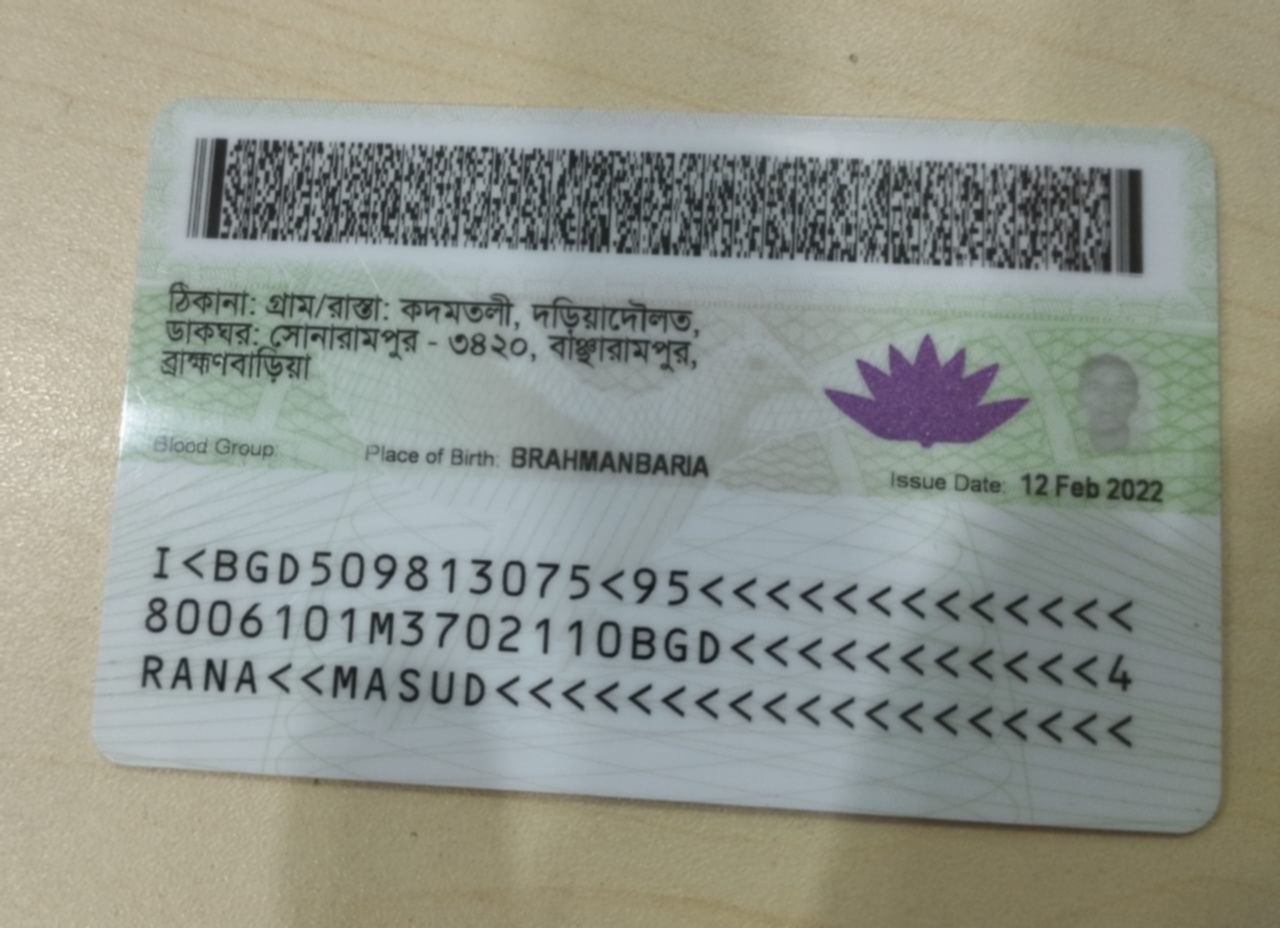 ঠিকানা: গ্রাম/রাস্তা: কদমতলী, দড়িয়াদৌলত,
ডাকঘর: সোনারামপুর - ৩৪২০, বাঞ্ছারামপুর,
ব্রাহ্মণবাড়িয়া
Blood Group: Place of Birth: BRAHMANBARIA
Issue Date: 12 Feb 2022
I<BGD509813075<95<<<<<<<<<<<<<
8006101M3702110BGD<<<<<<<<<<<4
RANA<<MASUD<<<<<<<<<<<<<<<<<<<